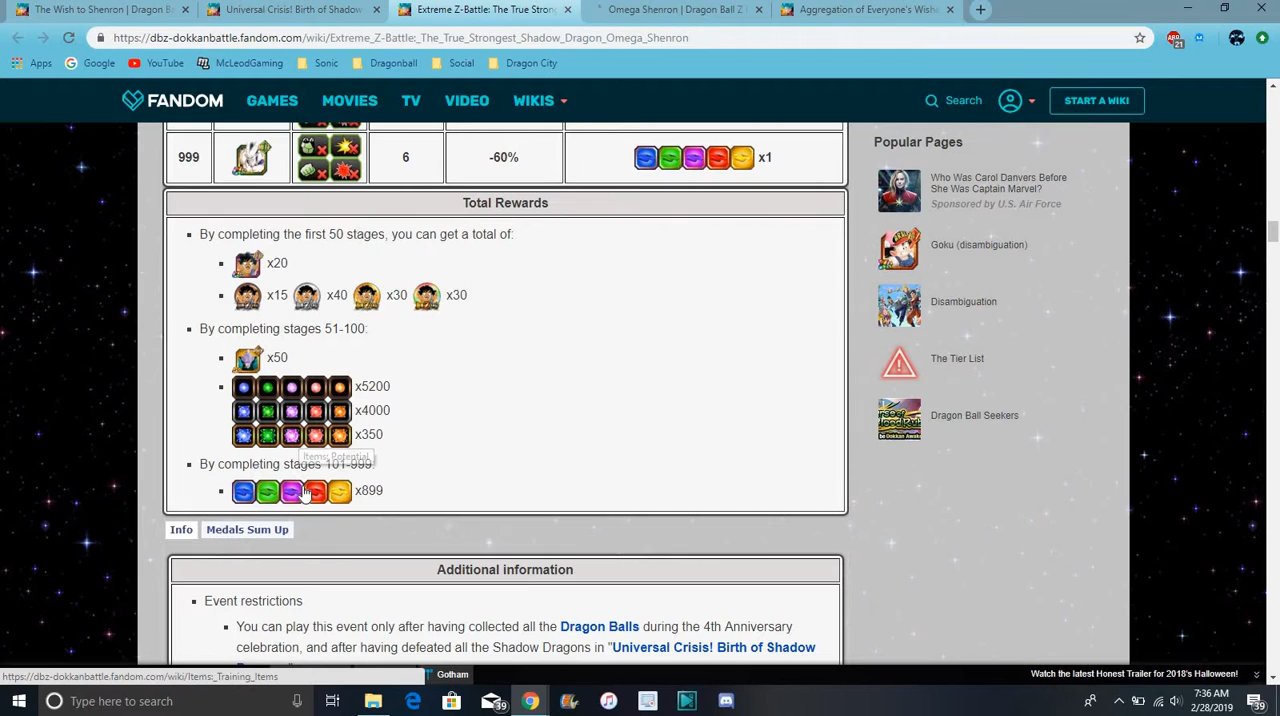 The Wish to Shenron | Dragon B
Universal Crisis! Birth of Shadow
Extreme Z-Battle: The True Stron
Omega Shenron | Dragon Ball Z
Aggregation of Everyone's Wishe
https://dbz-dokkanbattle.fandom.com/wiki/Extreme_Z-Battle:_The_True_Strongest_Shadow_Dragon_Omega_Shenron
21
Apps Google YouTube McLeodGaming Sonic Dragonball Social Dragon City
FANDOM GAMES MOVIES TV VIDEO WIKIS Search START A WIKI
999 6 -60% x1
Total Rewards
By completing the first 50 stages, you can get a total of:
x20
x15 x40 x30 x30
By completing stages 51-100:
x50
x5200
x4000
x350
Items: Potential
By completing stages 101-999:
x899
Info Medals Sum Up
Additional information
Event restrictions
You can play this event only after having collected all the Dragon Balls during the 4th Anniversary
celebration, and after having defeated all the Shadow Dragons in "Universal Crisis! Birth of Shadow
Popular Pages
Who Was Carol Danvers Before
She Was Captain Marvel?
Sponsored by U.S. Air Force
Goku (disambiguation)
Disambiguation
The Tier List
Dragon Ball Seekers
https://dbz-dokkanbattle.fandom.com/wiki/Items:_Training_Items
Gotham
Watch the latest Honest Trailer for 2018's Halloween!
Type here to search
39
7:36 AM
2/28/2019
39